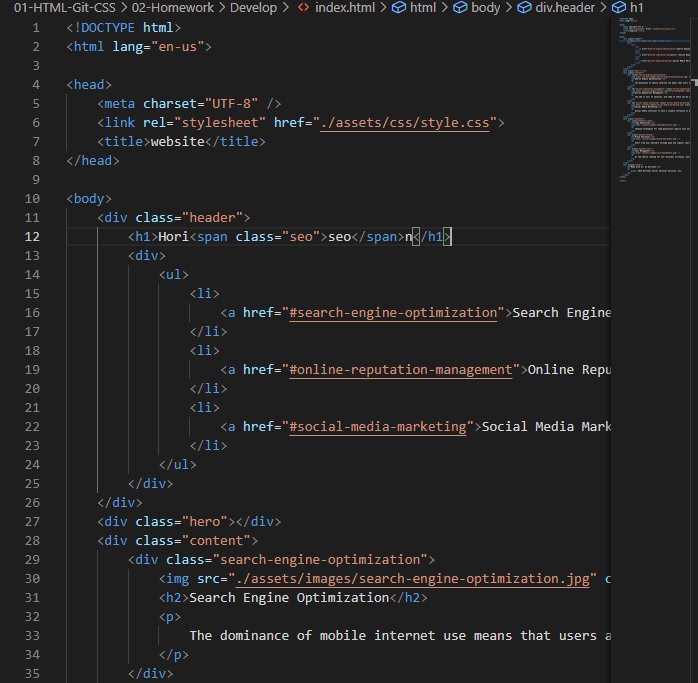 01-HTML-Git-CSS > 02-Homework > Develop > <> index.html > html > body > div.header > h1
1 <!DOCTYPE html>
2 <html lang="en-us">
3
4 <head>
5 <meta charset="UTF-8" />
6 <link rel="stylesheet" href="./assets/css/style.css">
7 <title>website</title>
8 </head>
9
10 <body>
11 <div class="header">
12 <h1>Hori<span class="seo">seo</span>n</h1>
13 <div>
14 <ul>
15 <li>
16 <a href="#search-engine-optimization">Search Engine
17 </li>
18 <li>
19 <a href="#online-reputation-management">Online Repu
20 </li>
21 <li>
22 <a href="#social-media-marketing">Social Media Mark
23 </li>
24 </ul>
25 </div>
26 </div>
27 <div class="hero"></div>
28 <div class="content">
29 <div class="search-engine-optimization">
30 <img src="./assets/images/search-engine-optimization.jpg" c
31 <h2>Search Engine Optimization</h2>
32 <p>
33 The dominance of mobile internet use means that users a
34 </p>
35 </div>